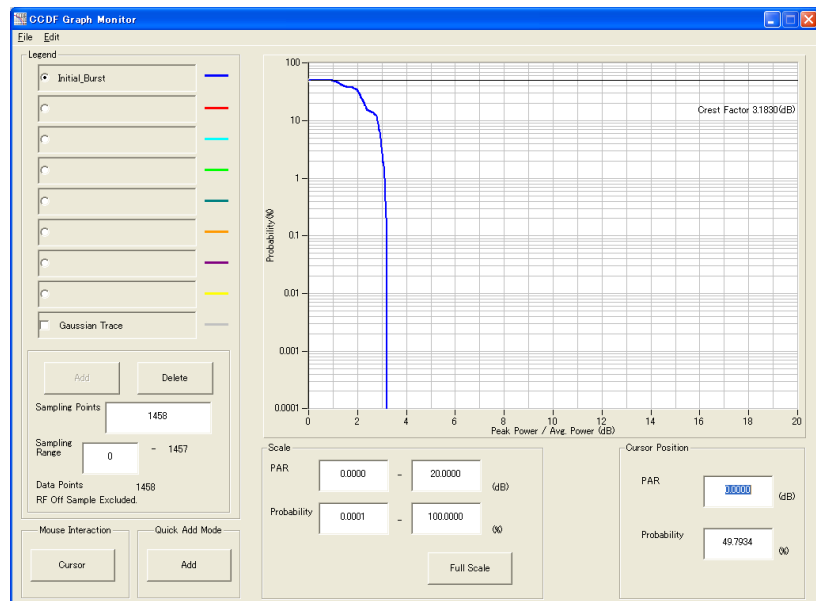 CCDF Graph Monitor
File Edit
Legend
Initial_Burst
Gaussian Trace
Add Delete
Sampling Points 1458
Sampling Range 0 - 1457
Data Points 1458
RF Off Sample Excluded.
Mouse Interaction
Cursor
Quick Add Mode
Add
Probability(%)
100
10
1
0.1
0.01
0.001
0.0001
Crest Factor 3.1830(dB)
0 2 4 6 8 10 12 14 16 18 20
Peak Power / Avg. Power (dB)
Scale
PAR 0.0000 - 20.0000 (dB)
Probability 0.0001 - 100.0000 (%)
Full Scale
Cursor Position
PAR 0.0000 (dB)
Probability 49.7934 (%)